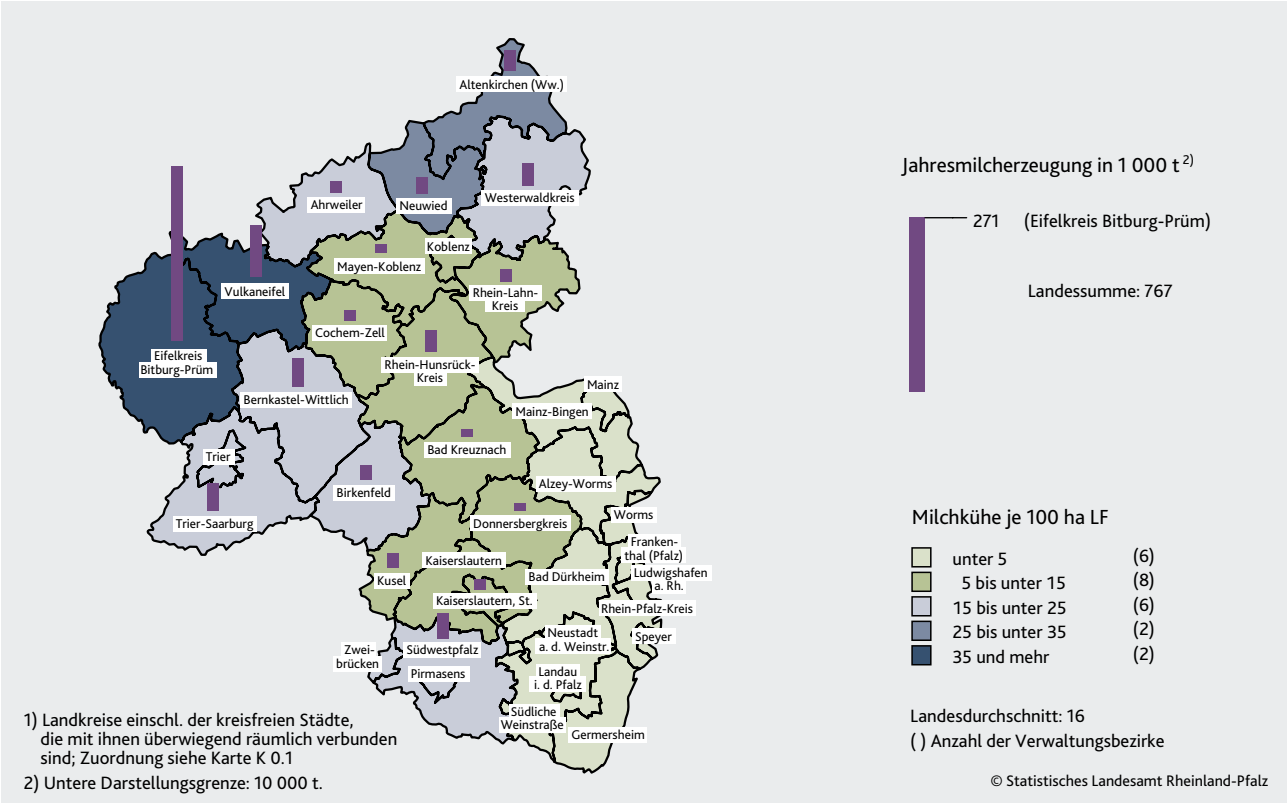 Altenkirchen (Ww.)
Ahrweiler
Neuwied
Westerwaldkreis
Koblenz
Mayen-Koblenz
Vulkaneifel
Rhein-Lahn-
Kreis
Cochem-Zell
Eifelkreis
Bitburg-Prüm
Rhein-Hunsrück-
Kreis
Bernkastel-Wittlich
Mainz
Mainz-Bingen
Bad Kreuznach
Trier
Birkenfeld
Alzey-Worms
Trier-Saarburg
Donnersbergkreis
Worms
Franken-
thal (Pfalz)
Kaiserslautern
Kusel
Bad Dürkheim
Ludwigshafen
a. Rh.
Kaiserslautern, St.
Rhein-Pfalz-Kreis
Neustadt
a. d. Weinstr.
Speyer
Zwei-
brücken
Südwestpfalz
Pirmasens
Landau
i. d. Pfalz
Südliche
Weinstraße
Germersheim
1) Landkreise einschl. der kreisfreien Städte,
die mit ihnen überwiegend räumlich verbunden
sind; Zuordnung siehe Karte K 0.1
2) Untere Darstellungsgrenze: 10 000 t.
Jahresmilcherzeugung in 1 000 t 2)
271 (Eifelkreis Bitburg-Prüm)
Landessumme: 767
Milchkühe je 100 ha LF
unter 5 (6)
5 bis unter 15 (8)
15 bis unter 25 (6)
25 bis unter 35 (2)
35 und mehr (2)
Landesdurchschnitt: 16
( ) Anzahl der Verwaltungsbezirke
© Statistisches Landesamt Rheinland-Pfalz